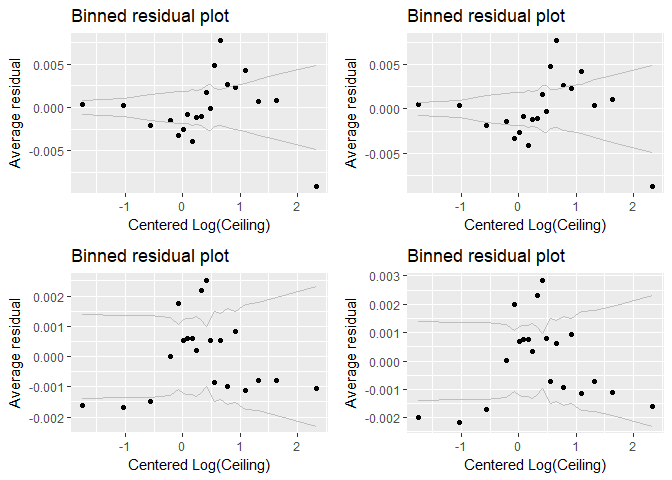 Binned residual plot
Average residual
0.005
0.000
-0.005
-1
0
1
2
Centered Log(Ceiling)
Binned residual plot
Average residual
0.005
0.000
-0.005
-1
0
1
2
Centered Log(Ceiling)
Binned residual plot
Average residual
0.002
0.001
0.000
-0.001
-0.002
-1
0
1
2
Centered Log(Ceiling)
Binned residual plot
Average residual
0.003
0.002
0.001
0.000
-0.001
-0.002
-1
0
1
2
Centered Log(Ceiling)